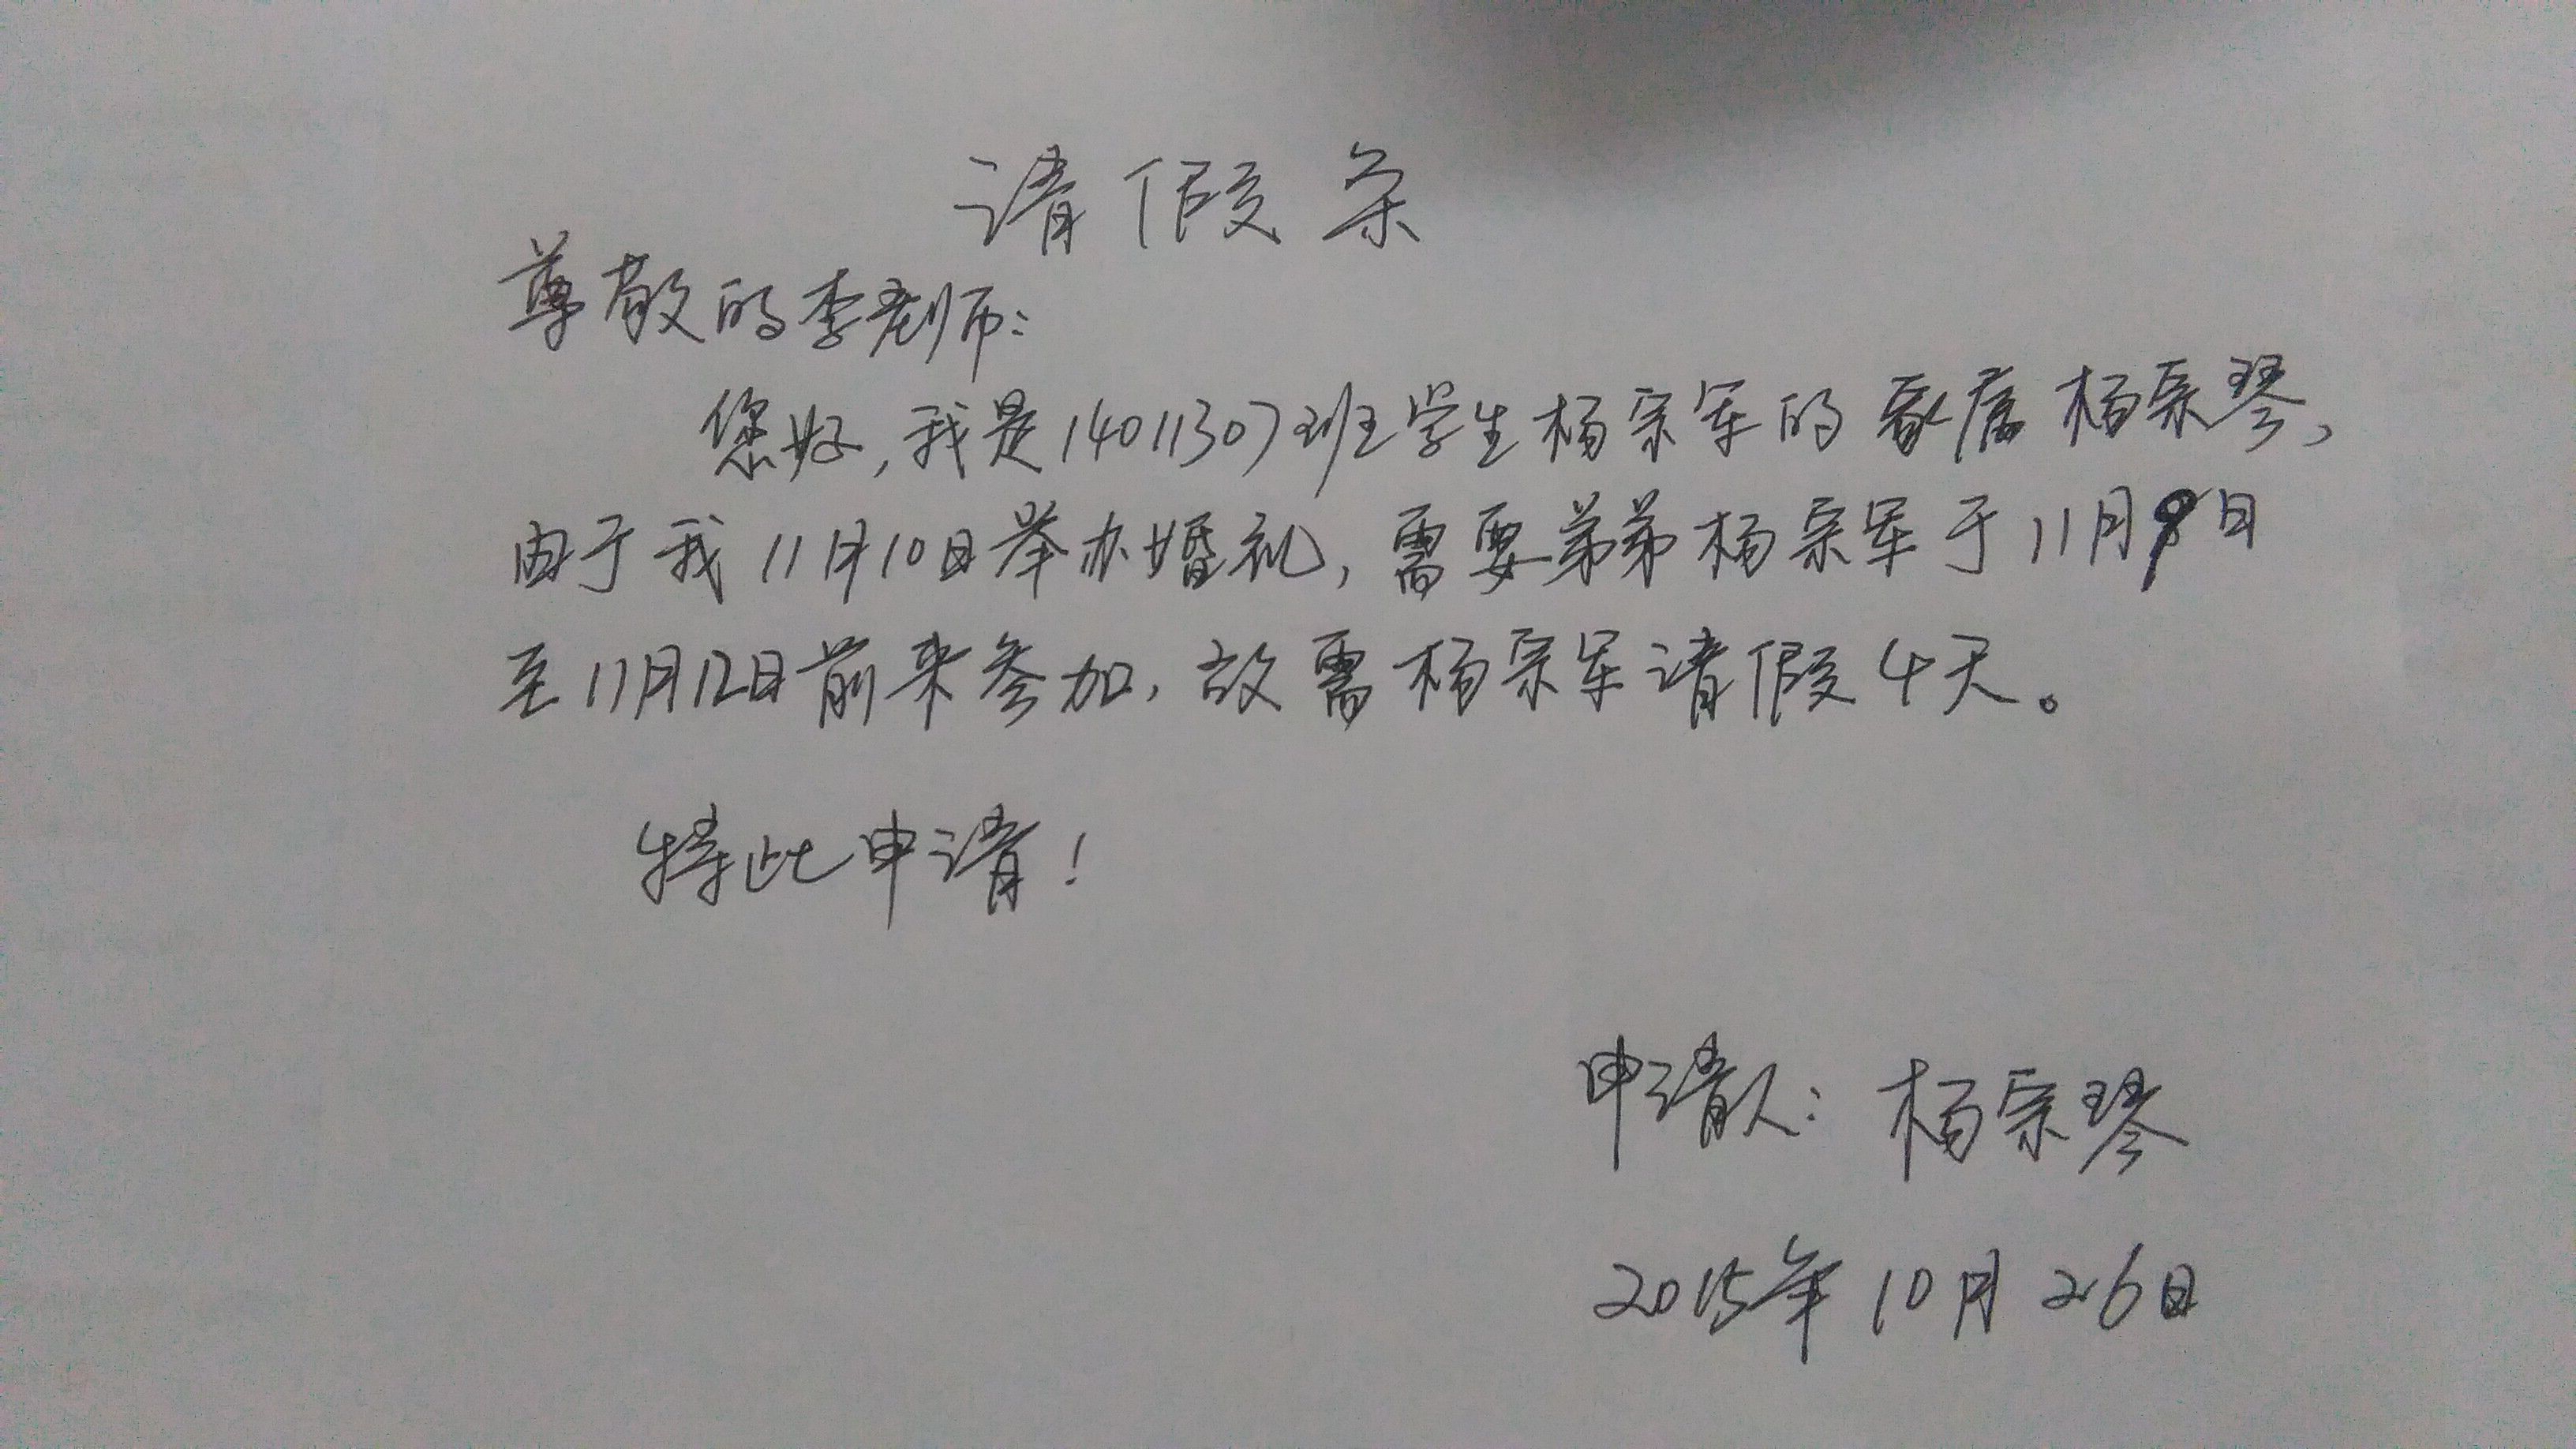 请假条
尊敬的李老师：
您好，我是14011307班学生杨宗军的家属杨宗琴，
由于我11月10日举办婚礼，需要弟弟杨宗军于11月9日
至11月12日前来参加，故需杨宗军请假4天。
特此申请！
申请人：杨宗琴
2015年10月26日